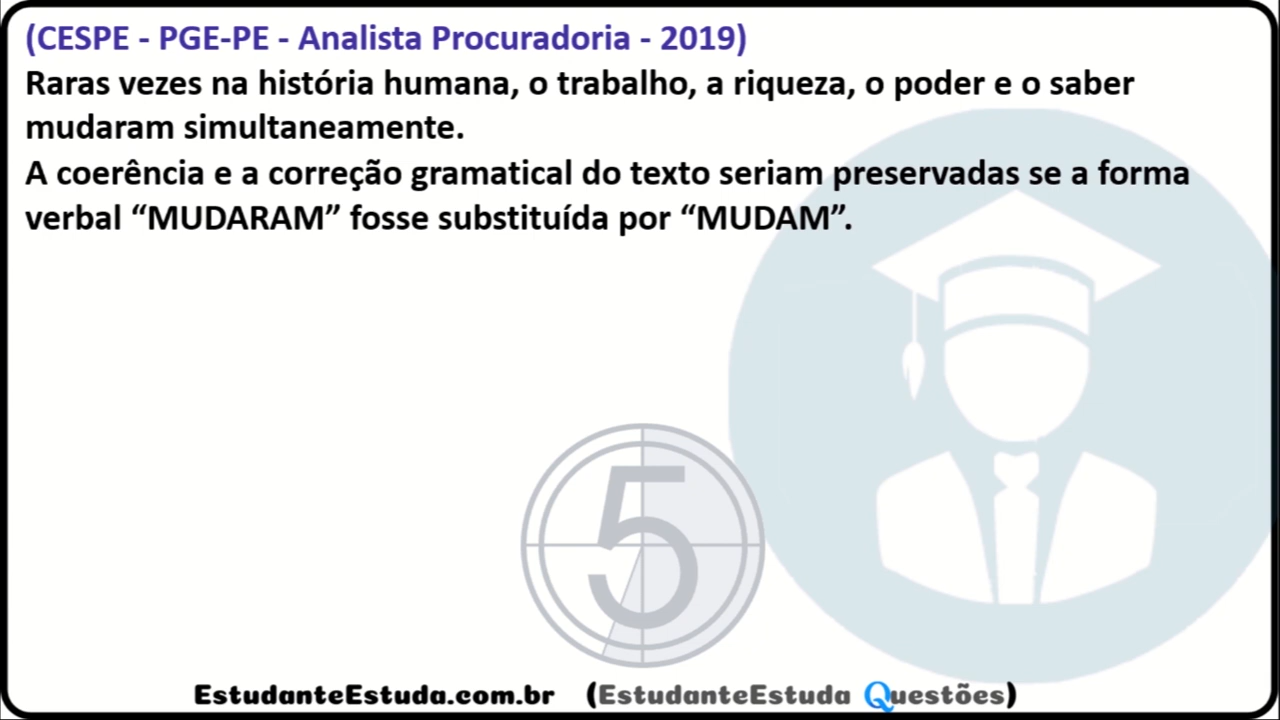 (CESPE - PGE-PE - Analista Procuradoria - 2019)
Raras vezes na história humana, o trabalho, a riqueza, o poder e o saber
mudaram simultaneamente.
A coerência e a correção gramatical do texto seriam preservadas se a forma
verbal “MUDARAM” fosse substituída por “MUDAM”.
5
EstudanteEstuda.com.br (EstudanteEstuda Questões)